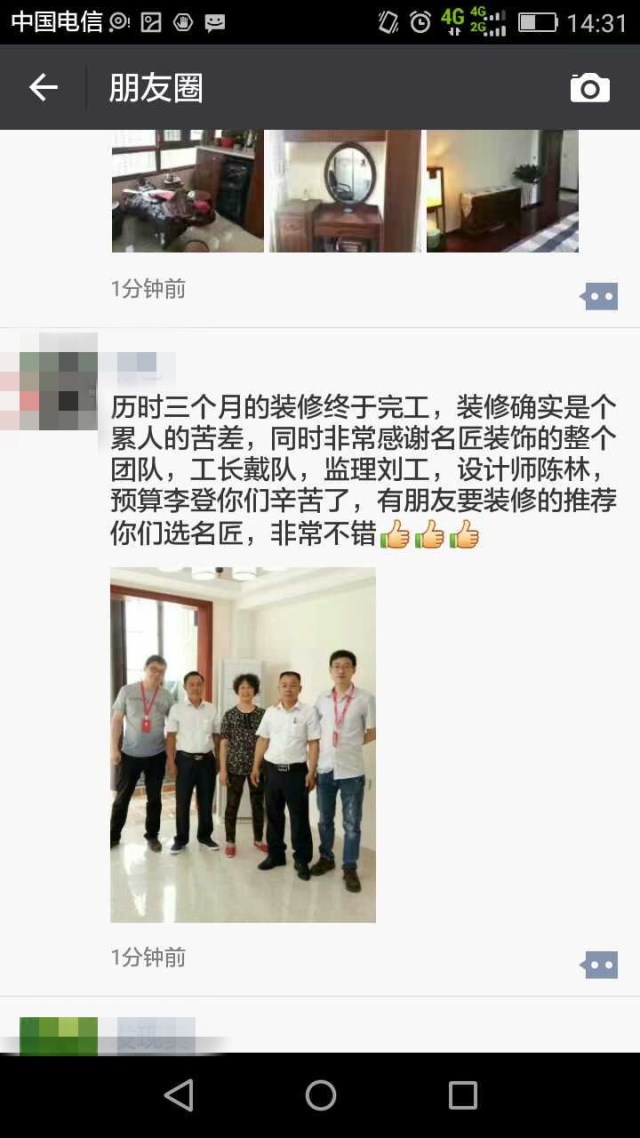 中国电信
4G
4G
2G
14:31
朋友圈
1分钟前
历时三个月的装修终于完工，装修确实是个
累人的苦差，同时非常感谢名匠装饰的整个
团队，工长戴队，监理刘工，设计师陈林，
预算李登你们辛苦了，有朋友要装修的推荐
你们选名匠，非常不错👍👍👍
1分钟前